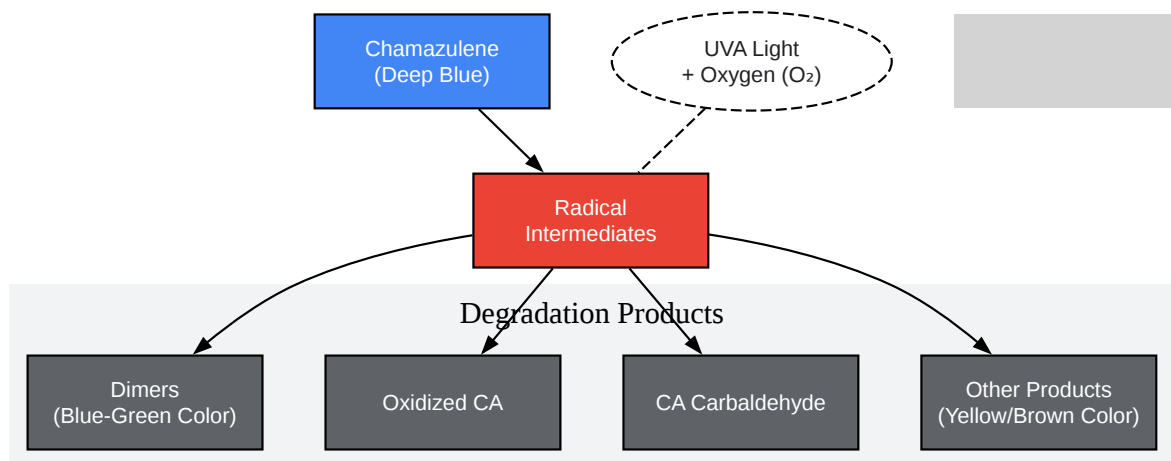 Chamazulene
(Deep Blue)
UVA Light
+ Oxygen (O₂)
Radical
Intermediates
Degradation Products
Dimers
(Blue-Green Color)
Oxidized CA
CA Carbaldehyde
Other Products
(Yellow/Brown Color)